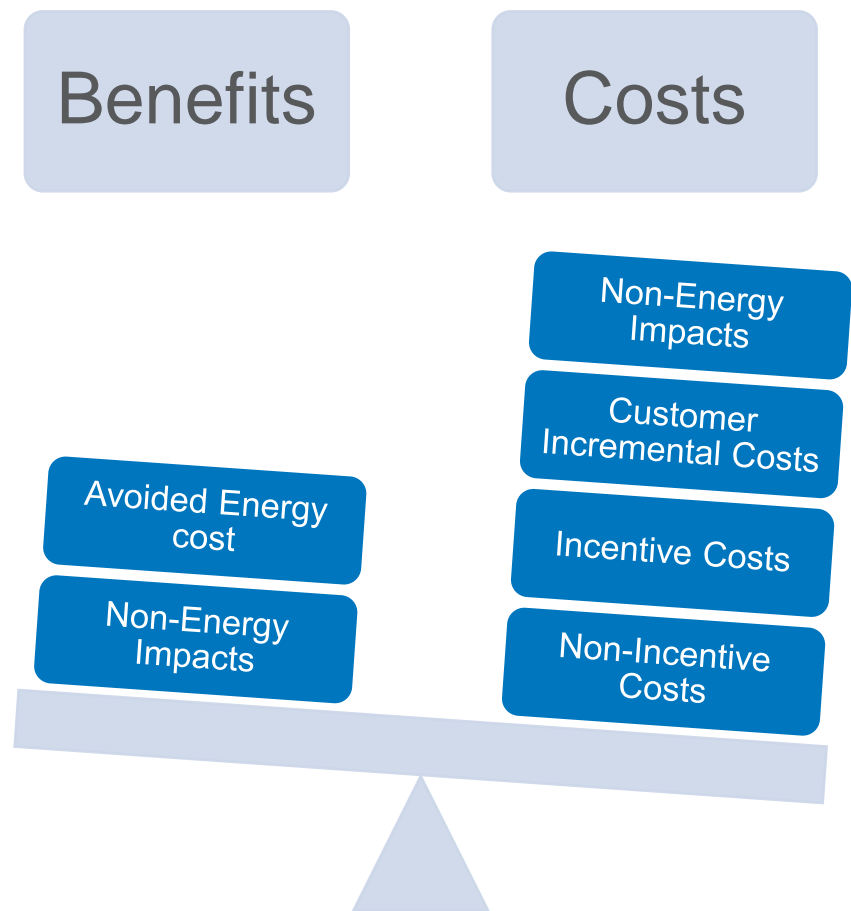 Benefits
Costs
Avoided Energy
cost
Non-Energy
Impacts
Non-Energy
Impacts
Customer
Incremental Costs
Incentive Costs
Non-Incentive
Costs